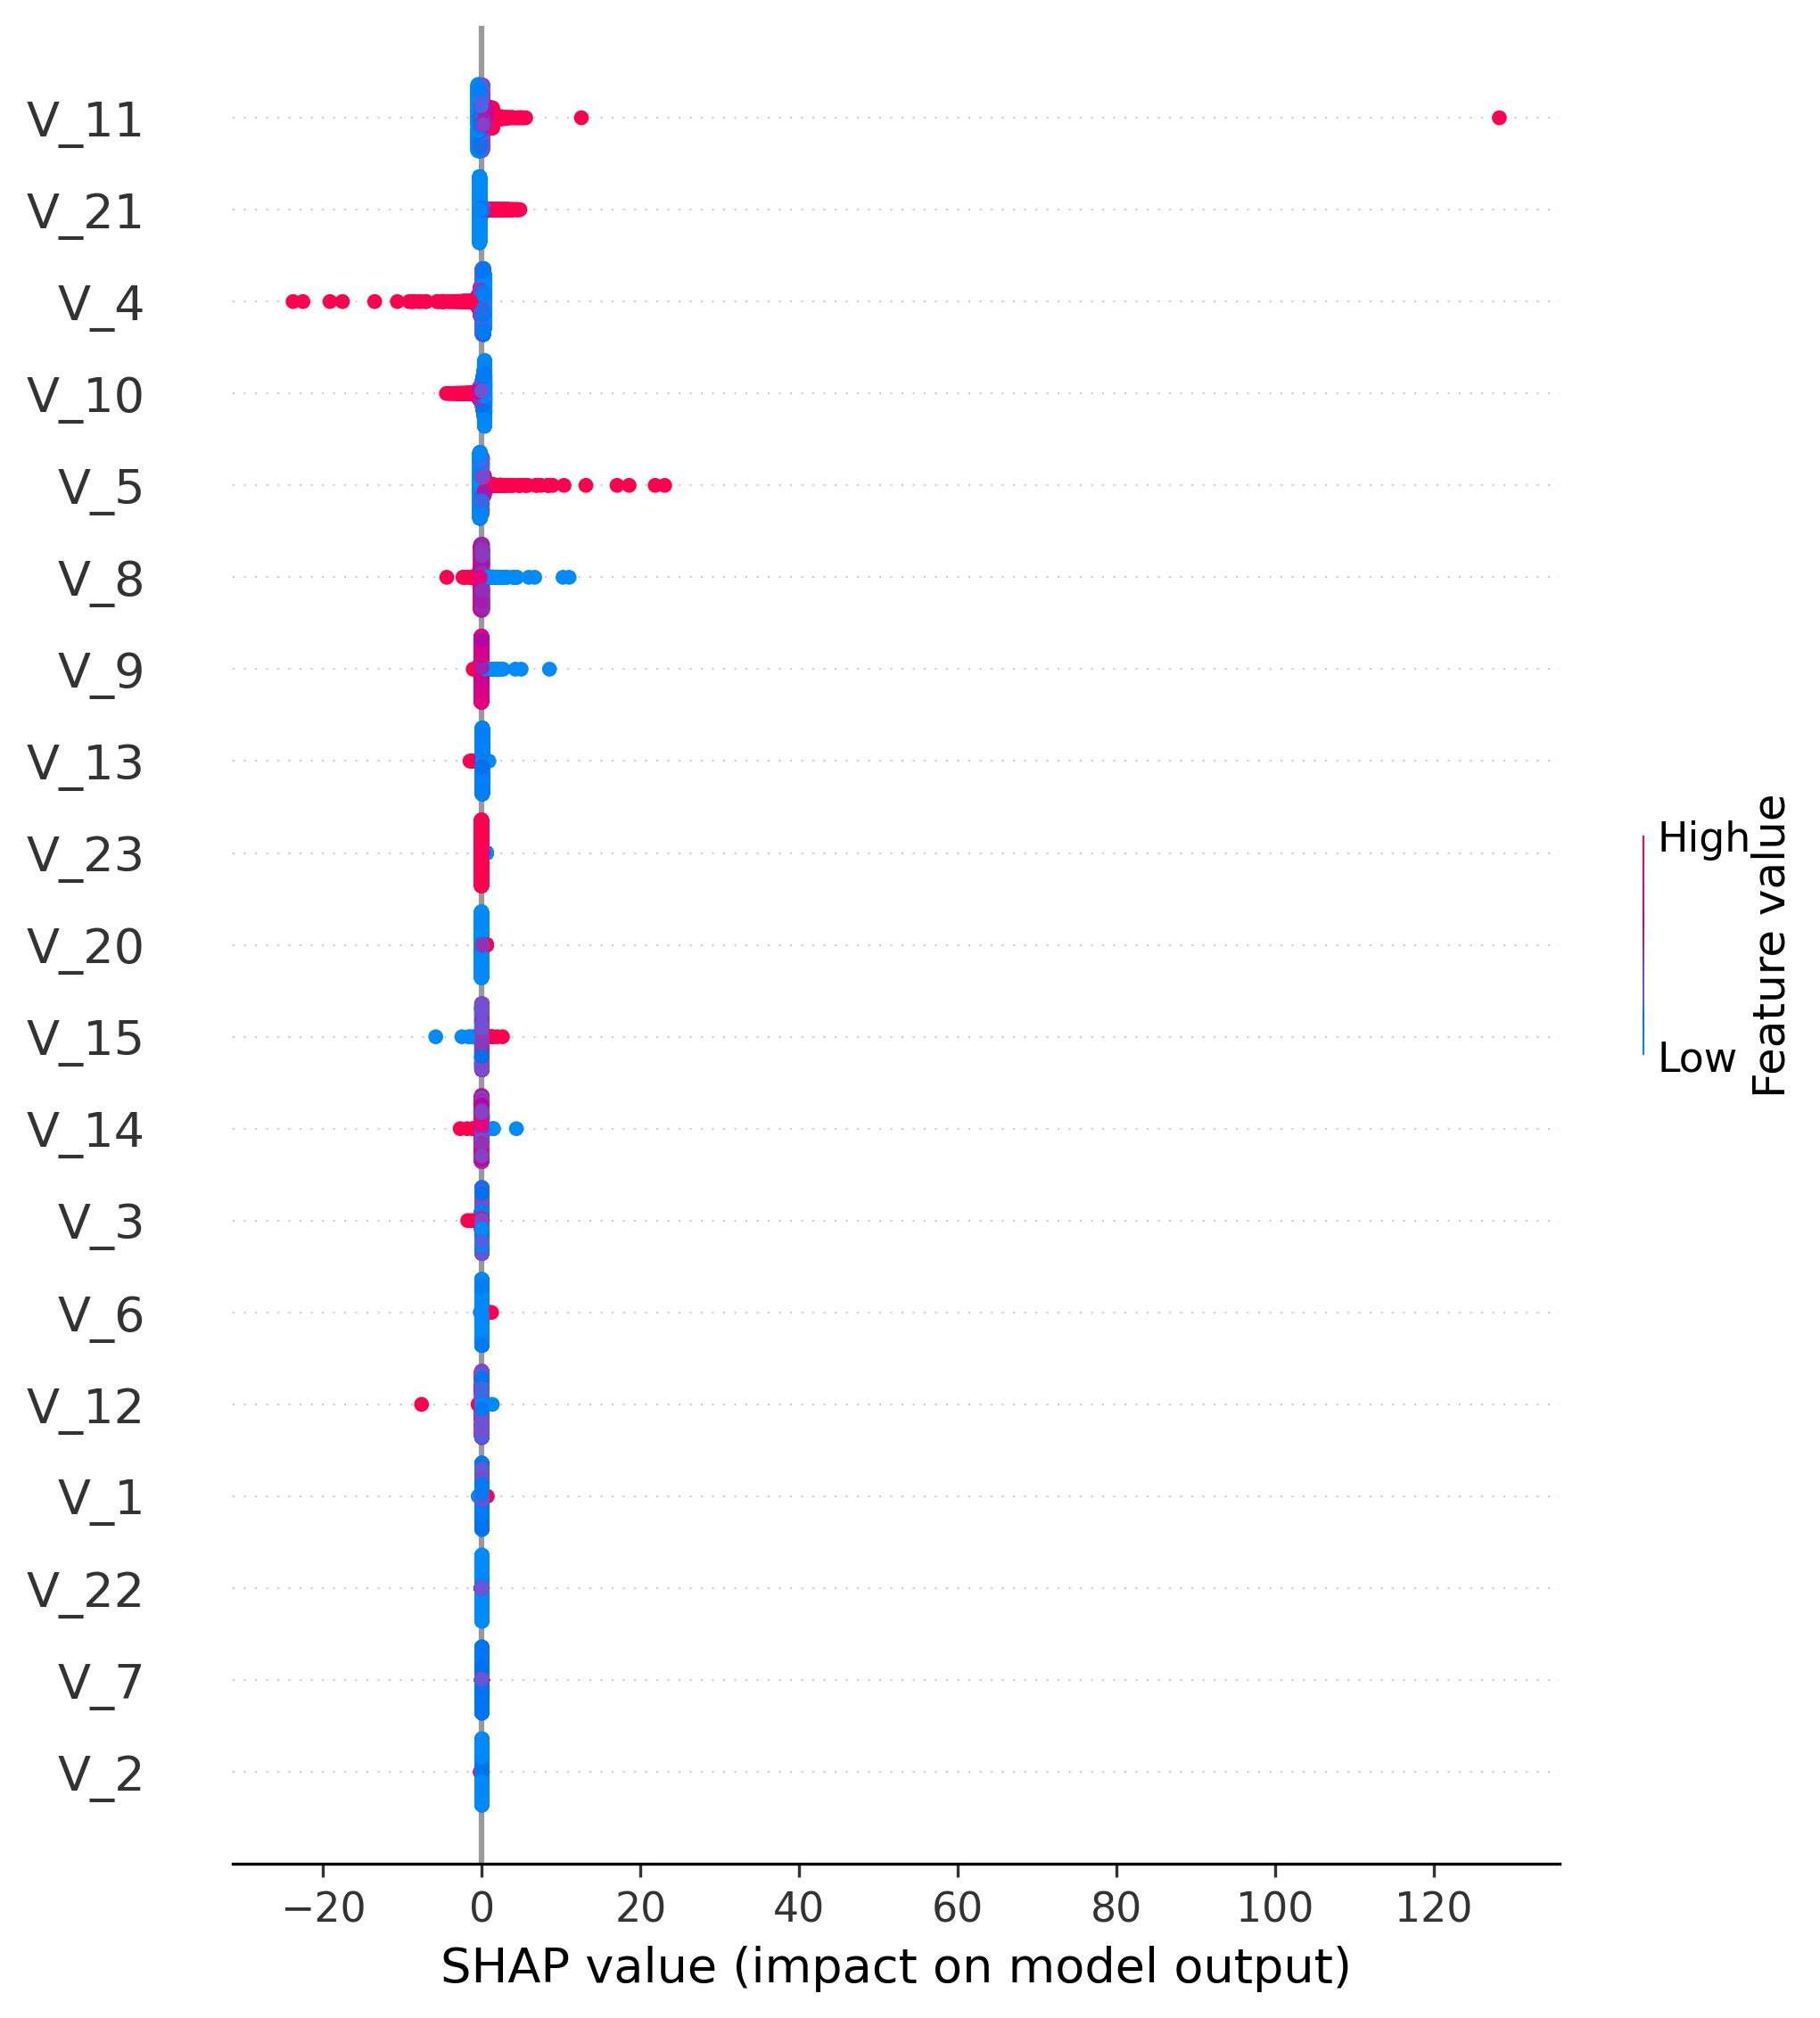 V_11
V_21
V_4
V_10
V_5
V_8
V_9
V_13
V_23
V_20
V_15
V_14
V_3
V_6
V_12
V_1
V_22
V_7
V_2
−20 0 20 40 60 80 100 120
SHAP value (impact on model output)
High
Low
Feature value